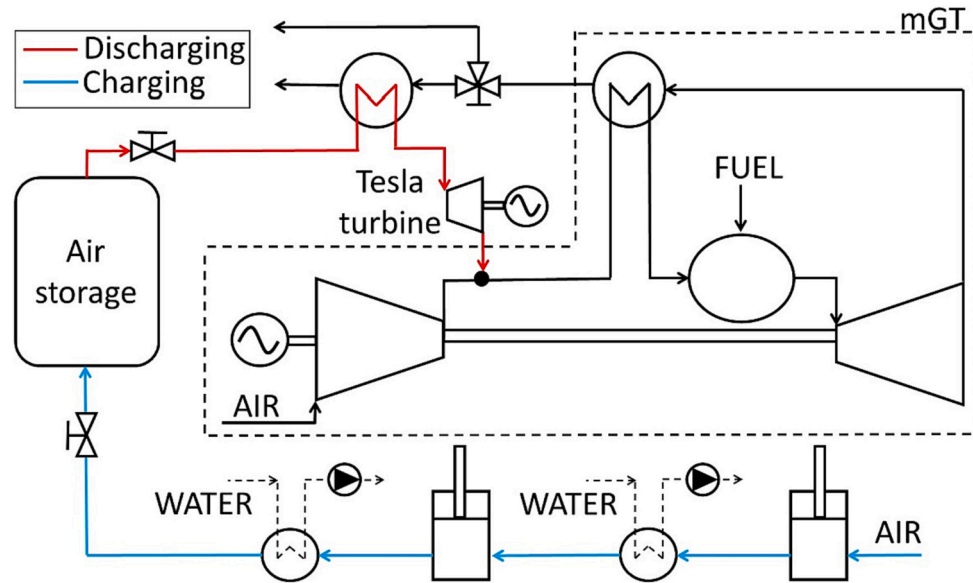 mGT
Discharging
Charging
FUEL
Tesla
turbine
Air
storage
AIR
WATER
WATER
AIR